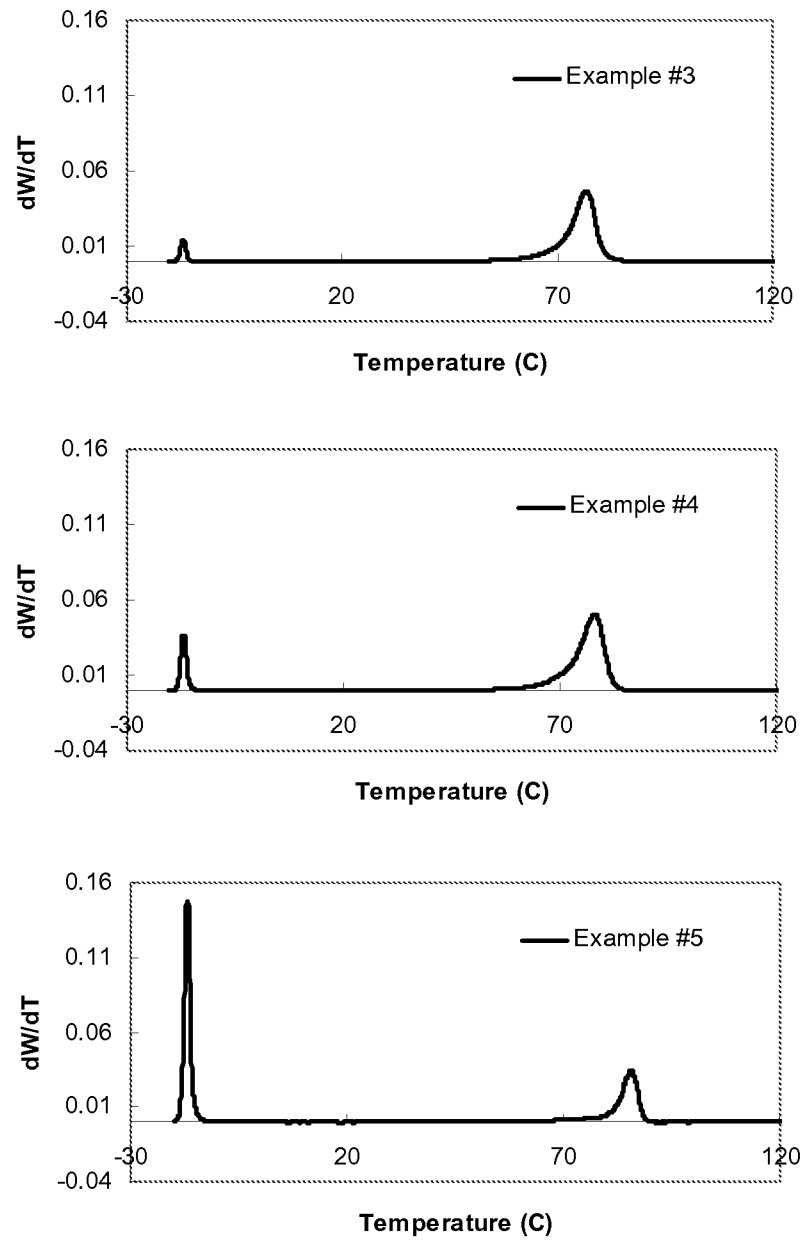 0.16
Example #3
0.11
dW/dT
0.06
0.01
-30 20 70 120
-0.04
Temperature (C)
0.16
Example #4
0.11
dW/dT
0.06
0.01
-30 20 70 120
-0.04
Temperature (C)
0.16
Example #5
0.11
dW/dT
0.06
0.01
-30 20 70 120
-0.04
Temperature (C)